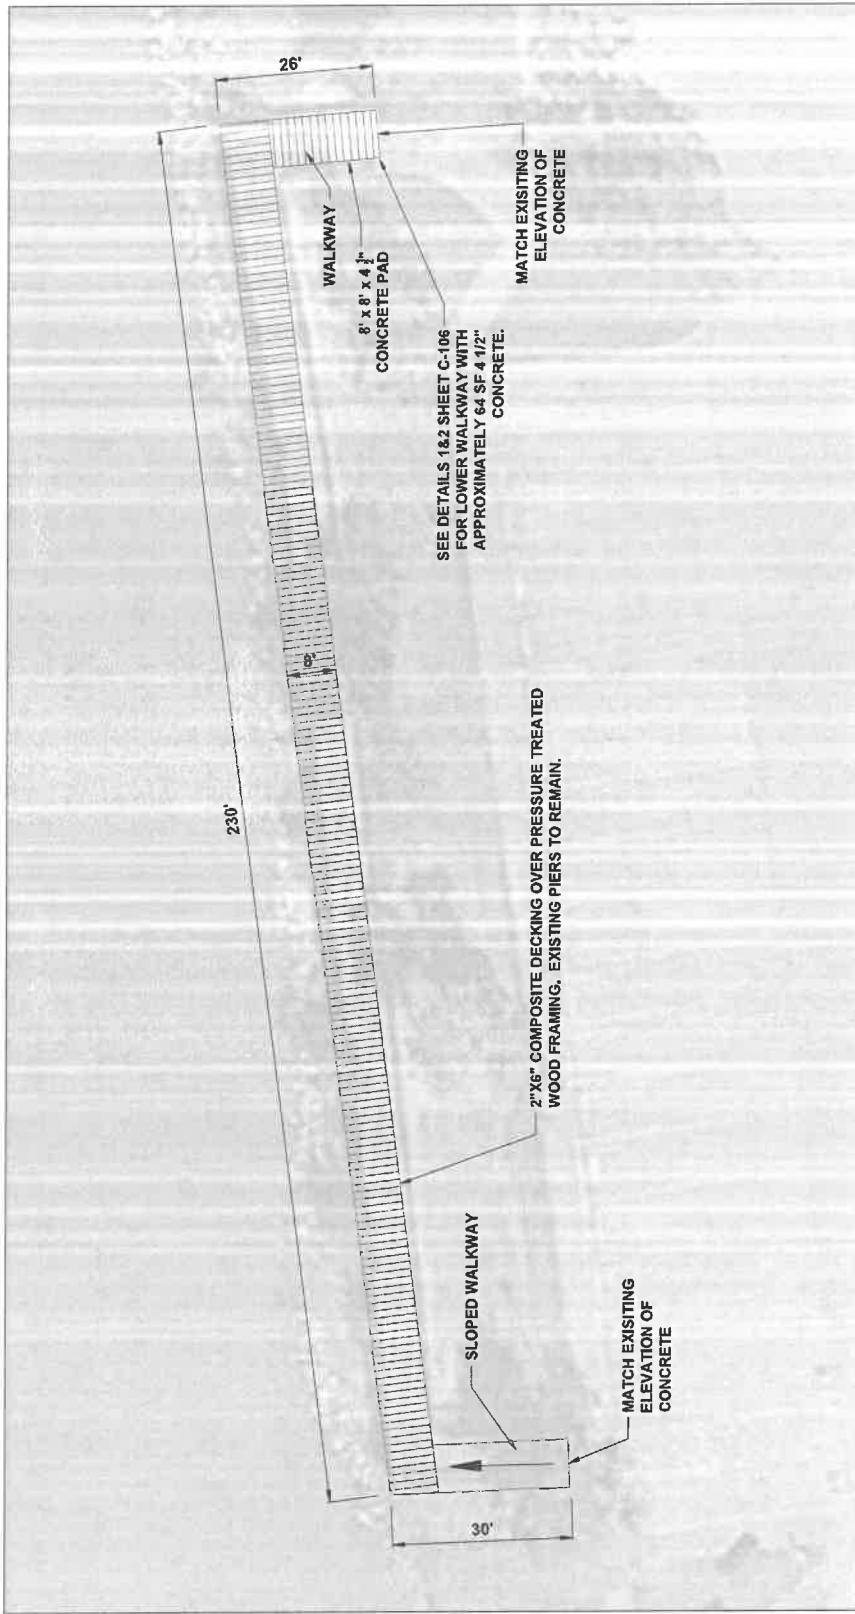 26'
230'
WALKWAY
8' x 8' x 4 1/2"
CONCRETE PAD
MATCH EXISITING
ELEVATION OF
CONCRETE
SEE DETAILS 1&2 SHEET C-106
FOR LOWER WALKWAY WITH
APPROXIMATELY 64 SF 4 1/2"
CONCRETE.
8'
2"X6" COMPOSITE DECKING OVER PRESSURE TREATED
WOOD FRAMING. EXISTING PIERS TO REMAIN.
SLOPED WALKWAY
MATCH EXISITING
ELEVATION OF
CONCRETE
30'